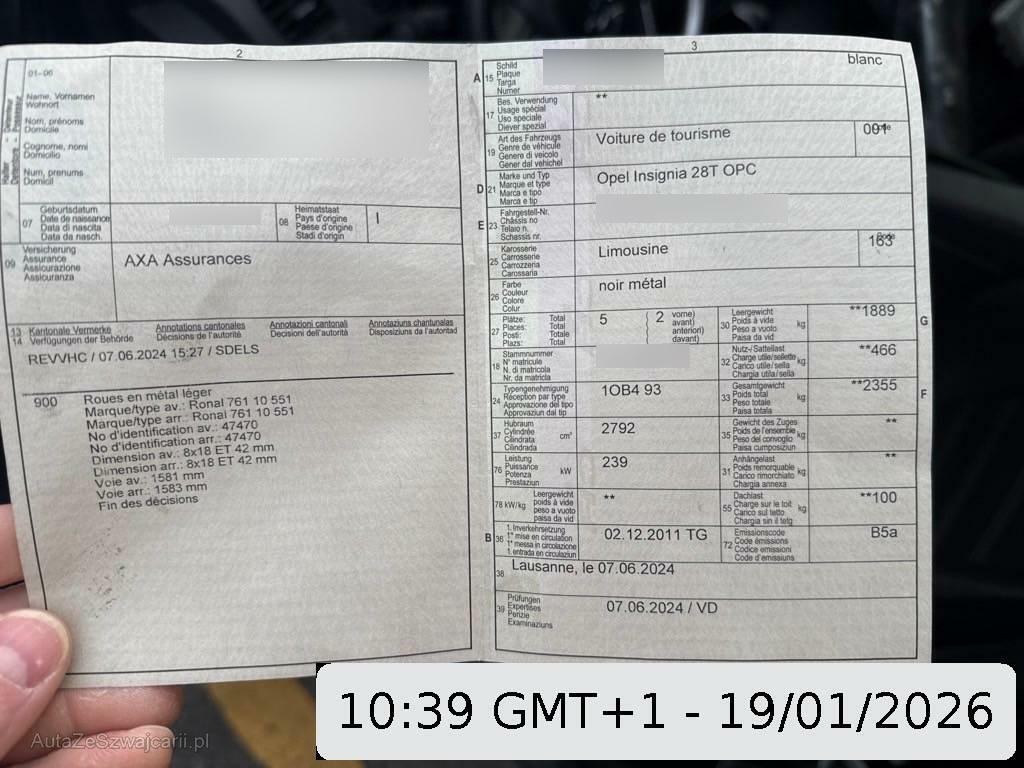 2
01-06
Name, Vornamen
Wohnort
Nom, prénoms
Domicile
Cognome, nomi
Domicilio
Num, prenums
Domicil
07
Geburtsdatum
Date de naissance
Data di nascita
Data da nasch.
08
Heimatstaat
Pays d'origine
Paese d'origine
Stadi d'origin
I
09
Versicherung
Assurance
Assicurazione
Assicuranza
AXA Assurances
13 Kantonale Vermerke Annotations cantonales Annotazioni cantonali Annotaziuns chantunalas
14 Verfügungen der Behörde Décisions de l'autorité Decisioni dell'autorità Disposiziuns da l'autoritad
REVVHC / 07.06.2024 15:27 / SDELS
900 Roues en métal léger
Marque/type av.: Ronal 761 10 551
Marque/type arr.: Ronal 761 10 551
No d'identification av.: 47470
No d'identification arr.: 47470
Dimension av.: 8x18 ET 42 mm
Dimension arr.: 8x18 ET 42 mm
Voie av.: 1581 mm
Voie arr.: 1583 mm
Fin des décisions
3
A 15
Schild
Plaque
Targa
Numer
blanc
17
Bes. Verwendung
Usage spécial
Uso speciale
Diever spezial
**
19
Art des Fahrzeugs
Genre de véhicule
Genere di veicolo
Gener dal vehichel
Voiture de tourisme
001
D 21
Marke und Typ
Marque et type
Marca e tipo
Marca e tip
Opel Insignia 28T OPC
E 23
Fahrgestell-Nr.
Châssis no
Telaio n.
Schassis nr.
25
Karosserie
Carrosserie
Carrozzeria
Carossaria
Limousine
163
26
Farbe
Couleur
Colore
Colur
noir métal
27
Plätze: Total
Places: Total
Posti: Totale
Plazs: Total
5
2
vorne)
avant)
anteriori)
davant)
30
Leergewicht
Poids à vide
Peso a vuoto
Paisa da vid
kg
**1889
G
18
Stammnummer
N° matricule
N. di matricola
Nr. da matricla
32
Nutz-/Sattellast
Charge utile/sellette
Carico utile/sella
Chargia utila/sella
kg
**466
24
Typengenehmigung
Réception par type
Approvazione del tipo
Approvaziun dal tip
1OB4 93
33
Gesamtgewicht
Poids total
Peso totale
Paisa totala
kg
**2355
F
37
Hubraum
Cylindrée
Cilindrata
Cilindrada
cm³
2792
35
Gewicht des Zuges
Poids de l'ensemble
Peso del convoglio
Paisa cumposiziun
kg
**
76
Leistung
Puissance
Potenza
Prestaziun
kW
239
31
Anhängelast
Poids remorquable
Carico rimorchiato
Chargia annexa
kg
**
78 kW/kg
Leergewicht
poids à vide
peso a vuoto
paisa da vid
**
55
Dachlast
Charge sur le toit
Carico sul tetto
Chargia sin il tetg
kg
**100
B 36
1. Inverkehrsetzung
1re mise en circulation
1a messa in circolazione
1. entrada en circulaziun
02.12.2011 TG
72
Emissionscode
Code émissions
Codice emissioni
Code d'emissiuns
B5a
38
Lausanne, le 07.06.2024
39
Prüfungen
Expertises
Perizie
Examinaziuns
07.06.2024 / VD
AutaZeSzwajcarii.pl
10:39 GMT+1 - 19/01/2026